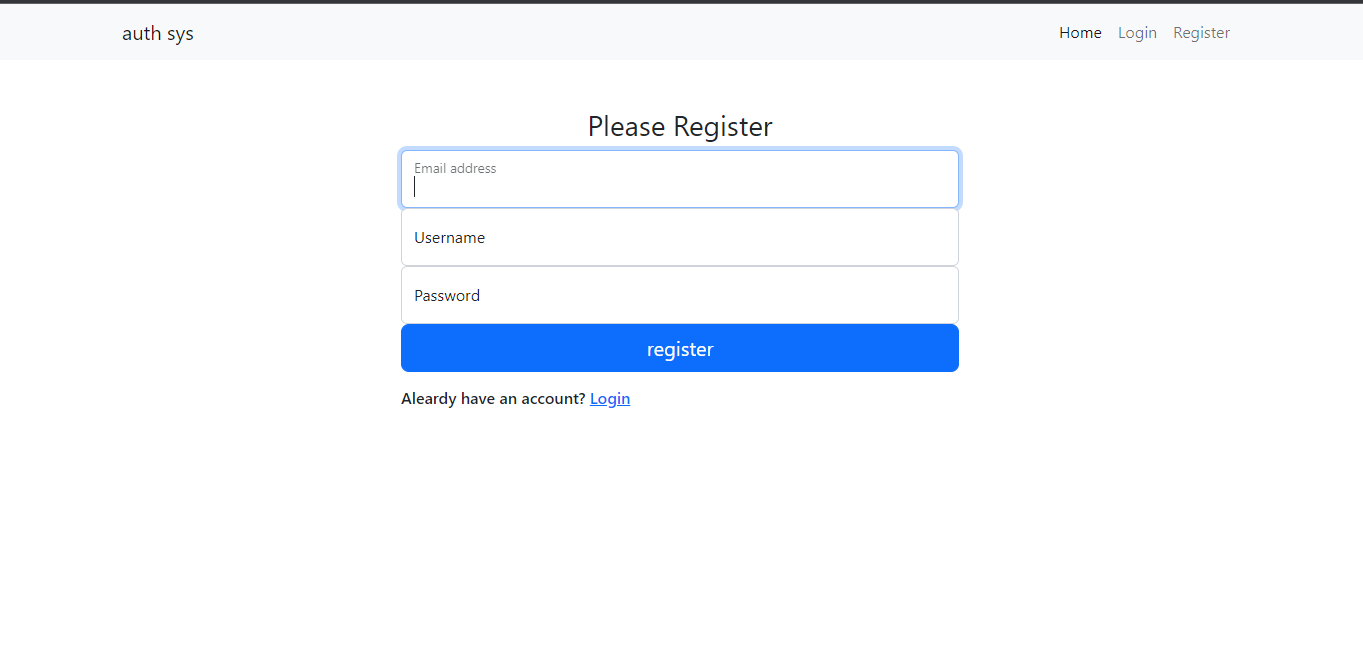 auth sys
Home Login Register
Please Register
Email address
Username
Password
register
Aleardy have an account? Login